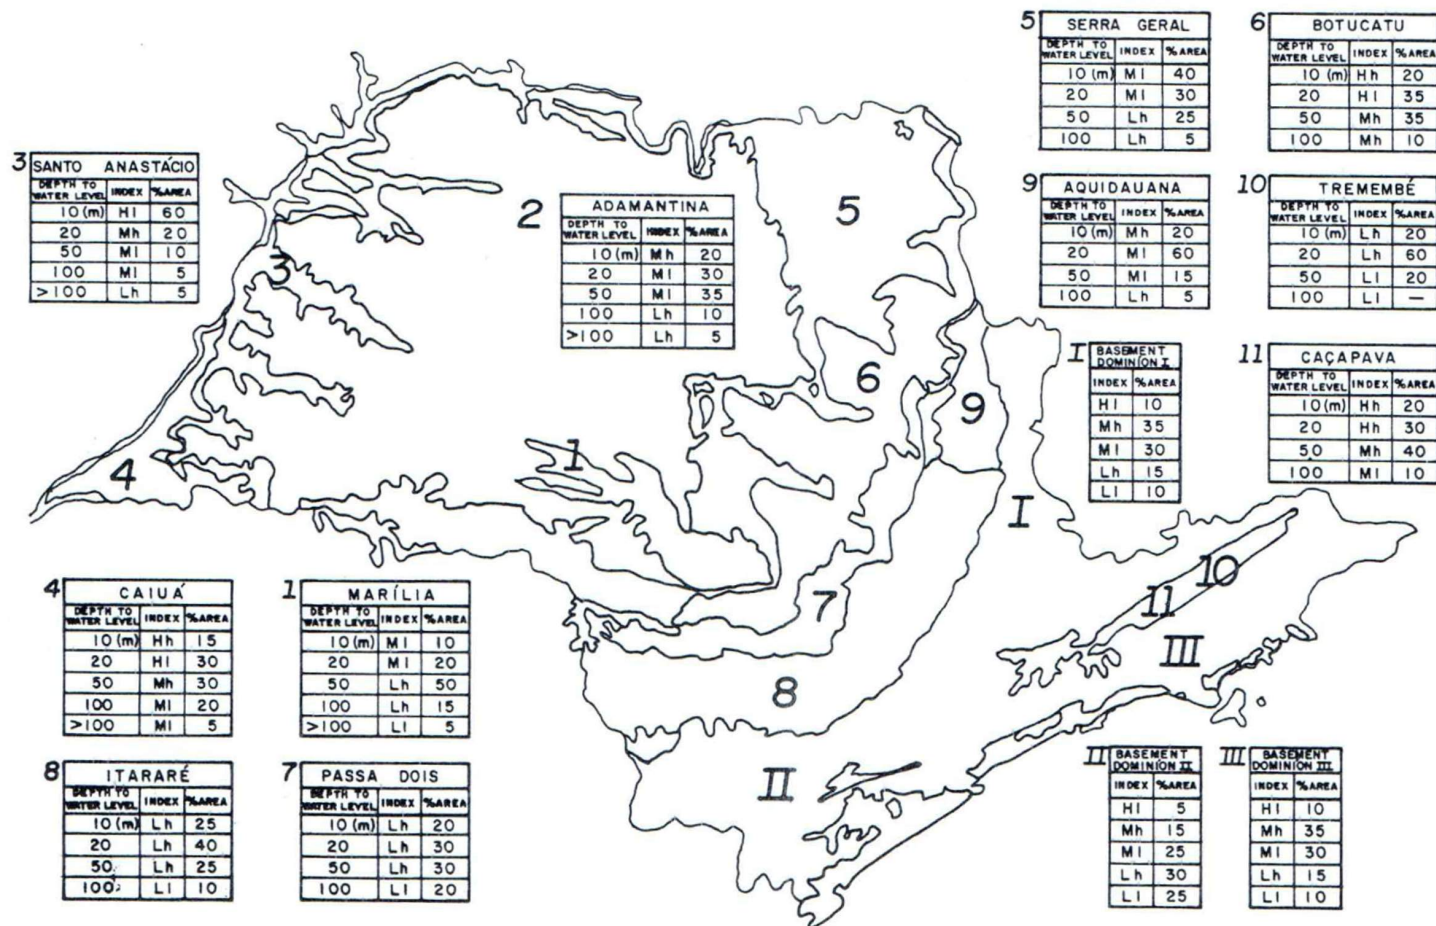 5 SERRA GERAL
DEPTH TO WATER LEVEL INDEX %AREA
10 (m) Ml 40
20 Ml 30
50 Lh 25
100 Lh 5
6 BOTUCATU
DEPTH TO WATER LEVEL INDEX %AREA
10 (m) Hh 20
20 Hl 35
50 Mh 35
100 Mh 10
3 SANTO ANASTÁCIO
DEPTH TO WATER LEVEL INDEX %AREA
10 (m) Hl 60
20 Mh 20
50 Ml 10
100 Ml 5
>100 Lh 5
2 ADAMANTINA
DEPTH TO WATER LEVEL INDEX %AREA
10 (m) Mh 20
20 Ml 30
50 Ml 35
100 Lh 10
>100 Lh 5
9 AQUIDAUANA
DEPTH TO WATER LEVEL INDEX %AREA
10 (m) Mh 20
20 Ml 60
50 Ml 15
100 Lh 5
10 TREMEMBÉ
DEPTH TO WATER LEVEL INDEX %AREA
10 (m) Lh 20
20 Lh 60
50 Ll 20
100 Ll —
I BASEMENT DOMINION I
INDEX %AREA
Hl 10
Mh 35
Ml 30
Lh 15
Ll 10
11 CAÇAPAVA
DEPTH TO WATER LEVEL INDEX %AREA
10 (m) Hh 20
20 Hh 30
50 Mh 40
100 Ml 10
5
3
6
9
1
4
I
10
11
7
III
8
II
4 CAIUÁ
DEPTH TO WATER LEVEL INDEX %AREA
10 (m) Hh 15
20 Hl 30
50 Mh 30
100 Ml 20
>100 Ml 5
1 MARÍLIA
DEPTH TO WATER LEVEL INDEX %AREA
10 (m) Ml 10
20 Ml 20
50 Lh 50
100 Lh 15
>100 Ll 5
8 ITARARÉ
DEPTH TO WATER LEVEL INDEX %AREA
10 (m) Lh 25
20 Lh 40
50 Lh 25
100 Ll 10
7 PASSA DOIS
DEPTH TO WATER LEVEL INDEX %AREA
10 (m) Lh 20
20 Lh 30
50 Lh 30
100 Ll 20
II BASEMENT DOMINION II
INDEX %AREA
Hl 5
Mh 15
Ml 25
Lh 30
Ll 25
III BASEMENT DOMINION III
INDEX %AREA
Hl 10
Mh 35
Ml 30
Lh 15
Ll 10